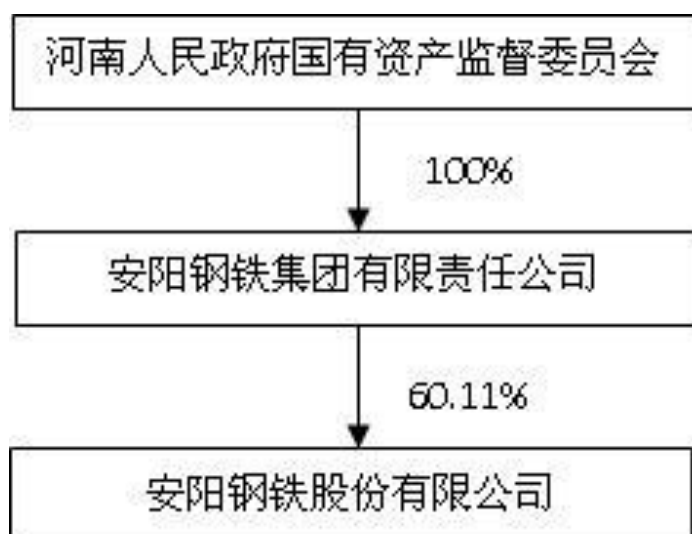 河南人民政府国有资产监督委员会
100%
安阳钢铁集团有限责任公司
60.11%
安阳钢铁股份有限公司